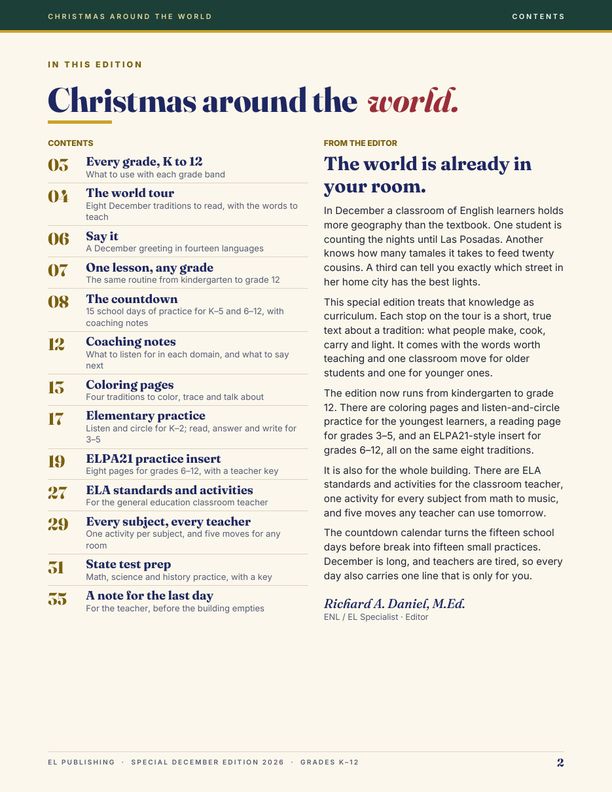 CHRISTMAS AROUND THE WORLD
CONTENTS
IN THIS EDITION
Christmas around the world.
CONTENTS
03 Every grade, K to 12
What to use with each grade band
04 The world tour
Eight December traditions to read, with the words to
teach
06 Say it
A December greeting in fourteen languages
07 One lesson, any grade
The same routine from kindergarten to grade 12
08 The countdown
15 school days of practice for K–5 and 6–12, with
coaching notes
12 Coaching notes
What to listen for in each domain, and what to say
next
13 Coloring pages
Four traditions to color, trace and talk about
17 Elementary practice
Listen and circle for K–2; read, answer and write for
3–5
19 ELPA21 practice insert
Eight pages for grades 6–12, with a teacher key
27 ELA standards and activities
For the general education classroom teacher
29 Every subject, every teacher
One activity per subject, and five moves for any
room
31 State test prep
Math, science and history practice, with a key
35 A note for the last day
For the teacher, before the building empties
FROM THE EDITOR
The world is already in
your room.
In December a classroom of English learners holds
more geography than the textbook. One student is
counting the nights until Las Posadas. Another
knows how many tamales it takes to feed twenty
cousins. A third can tell you exactly which street in
her home city has the best lights.
This special edition treats that knowledge as
curriculum. Each stop on the tour is a short, true
text about a tradition: what people make, cook,
carry and light. It comes with the words worth
teaching and one classroom move for older
students and one for younger ones.
The edition now runs from kindergarten to grade
12. There are coloring pages and listen-and-circle
practice for the youngest learners, a reading page
for grades 3–5, and an ELPA21-style insert for
grades 6–12, all on the same eight traditions.
It is also for the whole building. There are ELA
standards and activities for the classroom teacher,
one activity for every subject from math to music,
and five moves any teacher can use tomorrow.
The countdown calendar turns the fifteen school
days before break into fifteen small practices.
December is long, and teachers are tired, so every
day also carries one line that is only for you.
Richard A. Daniel, M.Ed.
ENL / EL Specialist · Editor
EL PUBLISHING · SPECIAL DECEMBER EDITION 2026 · GRADES K–12
2